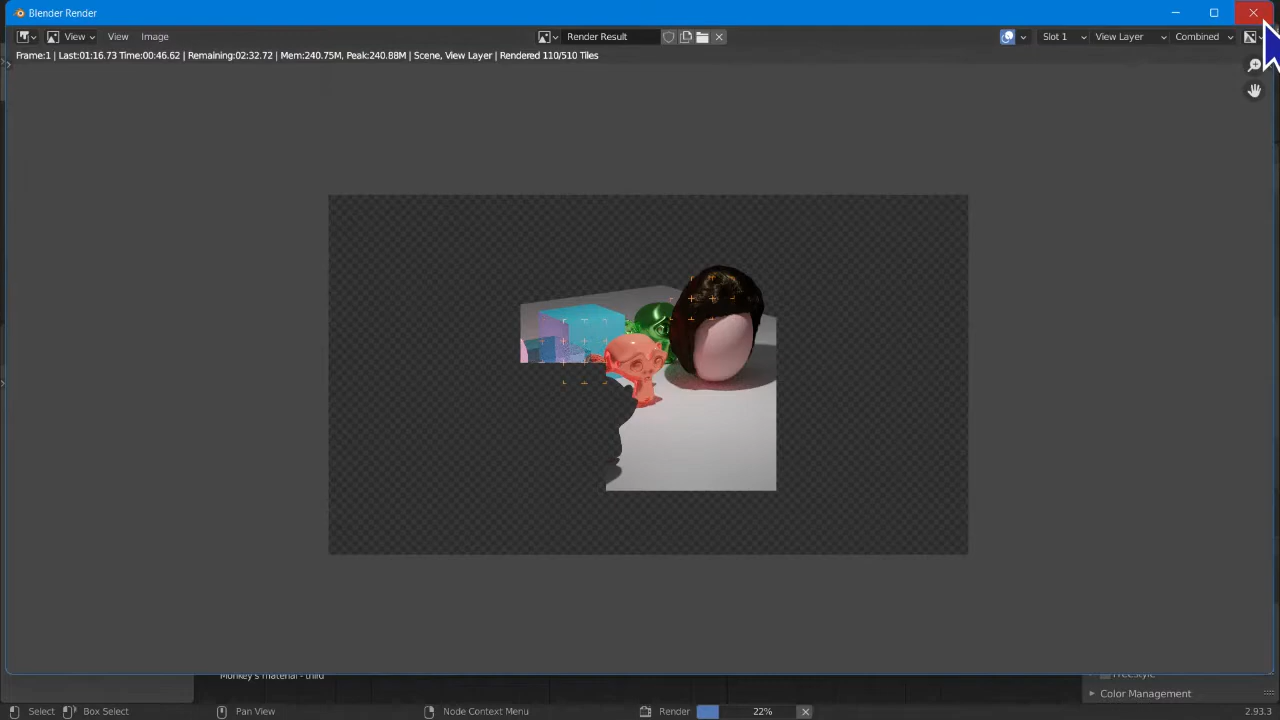 Blender Render
View View Image Render Result Slot 1 View Layer Combined
Frame:1 | Last:01:16.73 Time:00:46.62 | Remaining:02:32.72 | Mem:240.75M, Peak:240.88M | Scene, View Layer | Rendered 110/510 Tiles
Monkey's material - third
Freestyle
Color Management
Select Box Select Pan View Node Context Menu Render 22% 2.93.3